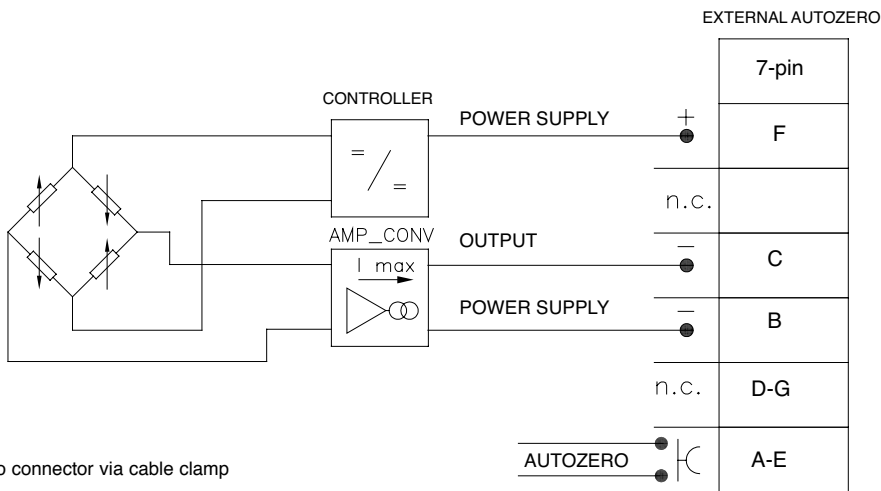 EXTERNAL AUTOZERO
7-pin
CONTROLLER
POWER SUPPLY + F
=/=
n.c.
AMP_CONV
OUTPUT – C
I max
POWER SUPPLY – B
n.c. D-G
o connector via cable clamp
AUTOZERO A-E